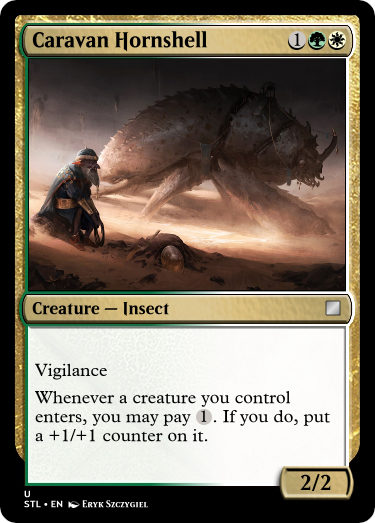 Caravan Hornshell 1
Creature — Insect
Vigilance
Whenever a creature you control
enters, you may pay 1. If you do, put
a +1/+1 counter on it.
2/2
U
STL • EN Eryk Szczygiel